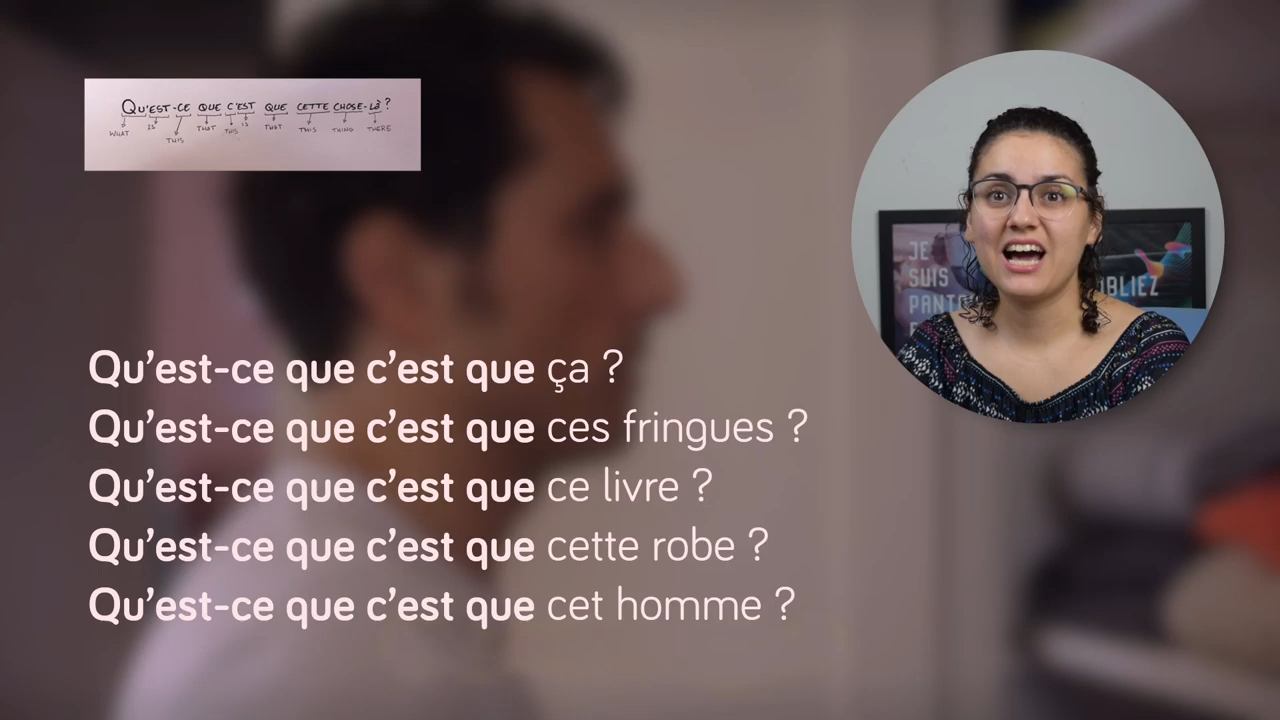 QU'EST-CE QUE C'EST QUE CETTE CHOSE-LÀ ?
WHAT IS THIS THAT THIS IS THAT THIS THING THERE
JE
SUIS
PANTO
Qu'est-ce que c'est que ça ?
Qu'est-ce que c'est que ces fringues ?
Qu'est-ce que c'est que ce livre ?
Qu'est-ce que c'est que cette robe ?
Qu'est-ce que c'est que cet homme ?